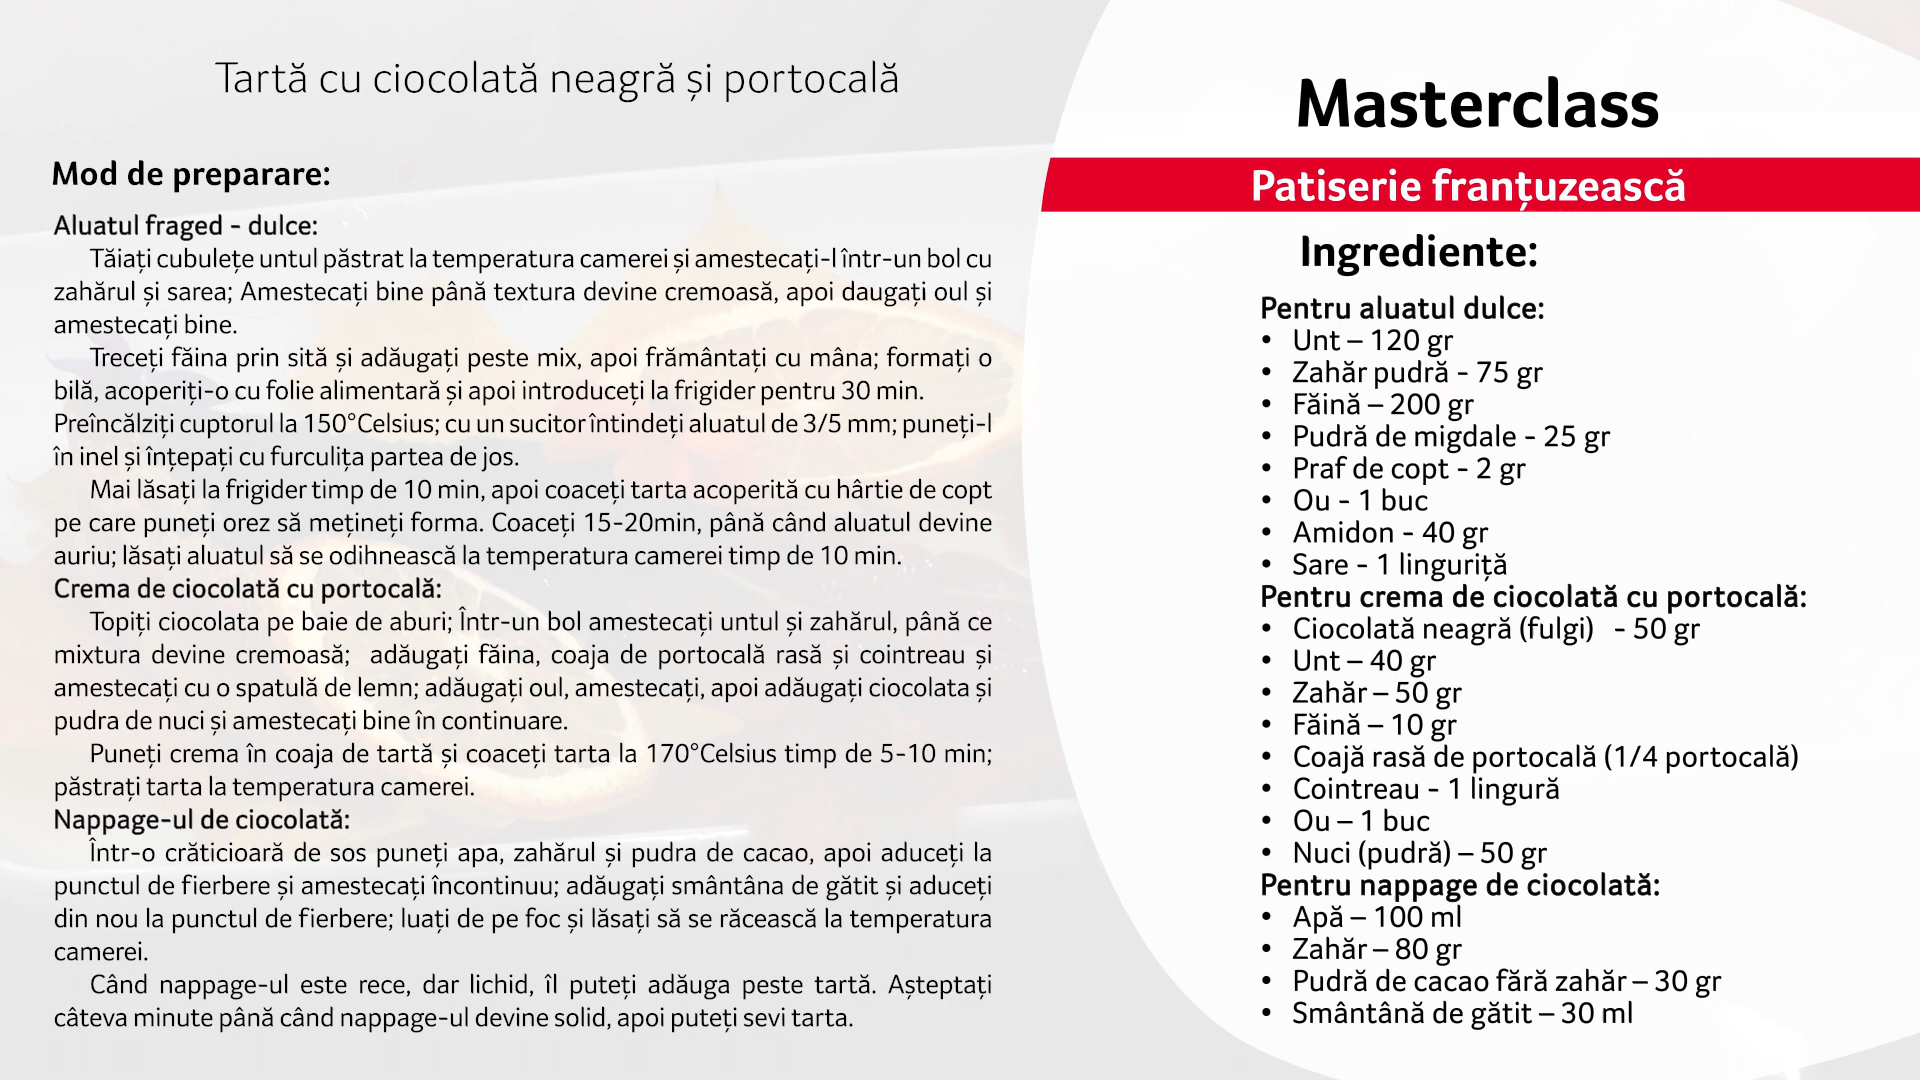 Tartă cu ciocolată neagră și portocală
Mod de preparare:
Aluatul fraged - dulce:
Tăiați cubulețe untul păstrat la temperatura camerei și amestecați-l într-un bol cu
zahărul și sarea; Amestecați bine până textura devine cremoasă, apoi daugați oul și
amestecați bine.
Treceți făina prin sită și adăugați peste mix, apoi frământați cu mâna; formați o
bilă, acoperiți-o cu folie alimentară și apoi introduceți la frigider pentru 30 min.
Preîncălziți cuptorul la 150°Celsius; cu un sucitor întindeți aluatul de 3/5 mm; puneți-l
în inel și înțepați cu furculița partea de jos.
Mai lăsați la frigider timp de 10 min, apoi coaceți tarta acoperită cu hârtie de copt
pe care puneți orez să mețineți forma. Coaceți 15-20min, până când aluatul devine
auriu; lăsați aluatul să se odihnească la temperatura camerei timp de 10 min.
Crema de ciocolată cu portocală:
Topiți ciocolata pe baie de aburi; Într-un bol amestecați untul și zahărul, până ce
mixtura devine cremoasă; adăugați făina, coaja de portocală rasă și cointreau și
amestecați cu o spatulă de lemn; adăugați oul, amestecați, apoi adăugați ciocolata și
pudra de nuci și amestecați bine în continuare.
Puneți crema în coaja de tartă și coaceți tarta la 170°Celsius timp de 5-10 min;
păstrați tarta la temperatura camerei.
Nappage-ul de ciocolată:
Într-o crăticioară de sos puneți apa, zahărul și pudra de cacao, apoi aduceți la
punctul de fierbere și amestecați încontinuu; adăugați smântâna de gătit și aduceți
din nou la punctul de fierbere; luați de pe foc și lăsați să se răcească la temperatura
camerei.
Când nappage-ul este rece, dar lichid, îl puteți adăuga peste tartă. Așteptați
câteva minute până când nappage-ul devine solid, apoi puteți sevi tarta.
Masterclass
Patiserie franțuzească
Ingrediente:
Pentru aluatul dulce:
• Unt – 120 gr
• Zahăr pudră - 75 gr
• Făină – 200 gr
• Pudră de migdale - 25 gr
• Praf de copt - 2 gr
• Ou - 1 buc
• Amidon - 40 gr
• Sare - 1 linguriță
Pentru crema de ciocolată cu portocală:
• Ciocolată neagră (fulgi) - 50 gr
• Unt – 40 gr
• Zahăr – 50 gr
• Făină – 10 gr
• Coajă rasă de portocală (1/4 portocală)
• Cointreau - 1 lingură
• Ou – 1 buc
• Nuci (pudră) – 50 gr
Pentru nappage de ciocolată:
• Apă – 100 ml
• Zahăr – 80 gr
• Pudră de cacao fără zahăr – 30 gr
• Smântână de gătit – 30 ml